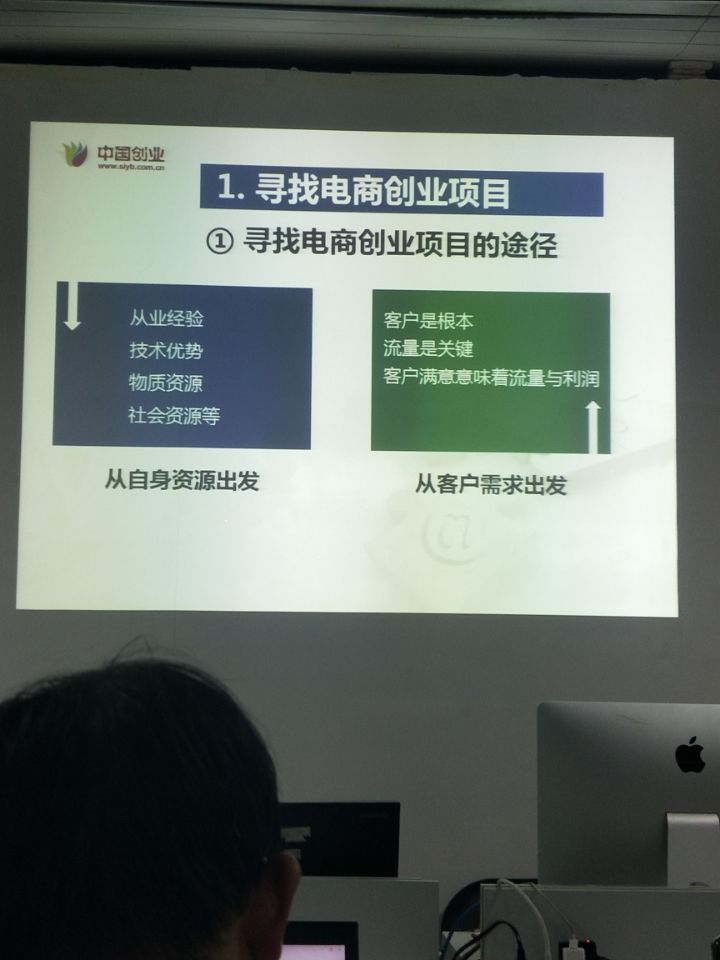 中国创业
www.siyb.com.cn
1. 寻找电商创业项目
① 寻找电商创业项目的途径
从业经验
技术优势
物质资源
社会资源等
从自身资源出发
客户是根本
流量是关键
客户满意意味着流量与利润
从客户需求出发